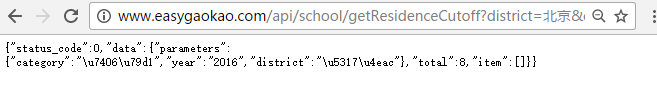 www.easygaokao.com/api/school/getResidenceCutoff?district=北京&
{"status_code":0,"data":{"parameters":
{"category":"\u7406\u79d1","year":"2016","district":"\u5317\u4eac"},"total":8,"item":[]}}